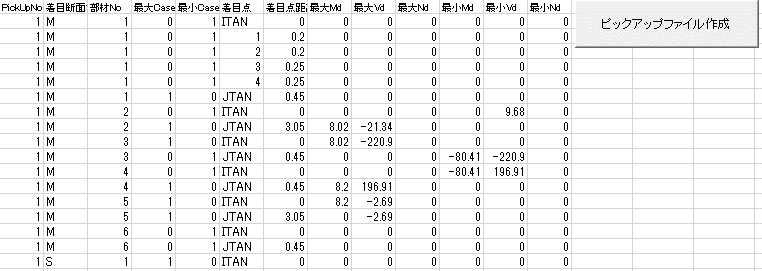 PickUpNo 着目断面 部材No 最大Case 最小Case 着目点 着目点距 最大Md 最大Vd 最大Nd 最小Md 最小Vd 最小Nd
ピックアップファイル作成
1 M 1 0 1 ITAN 0 0 0 0 0 0 0
1 M 1 0 1 1 0.2 0 0 0 0 0 0
1 M 1 0 1 2 0.2 0 0 0 0 0 0
1 M 1 0 1 3 0.25 0 0 0 0 0 0
1 M 1 0 1 4 0.25 0 0 0 0 0 0
1 M 1 1 0 JTAN 0.45 0 0 0 0 0 0
1 M 2 0 1 ITAN 0 0 0 0 0 9.68 0
1 M 2 1 0 JTAN 3.05 8.02 -21.34 0 0 0 0
1 M 3 1 0 ITAN 0 8.02 -220.9 0 0 0 0
1 M 3 0 1 JTAN 0.45 0 0 0 -80.41 -220.9 0
1 M 4 0 1 ITAN 0 0 0 0 -80.41 196.91 0
1 M 4 1 0 JTAN 0.45 8.2 196.91 0 0 0 0
1 M 5 1 0 ITAN 0 8.2 -2.69 0 0 0 0
1 M 5 1 0 JTAN 3.05 0 -2.69 0 0 0 0
1 M 6 0 1 ITAN 0 0 0 0 0 0 0
1 M 6 0 1 JTAN 0.45 0 0 0 0 0 0
1 S 1 1 0 ITAN 0 0 0 0 0 0 0